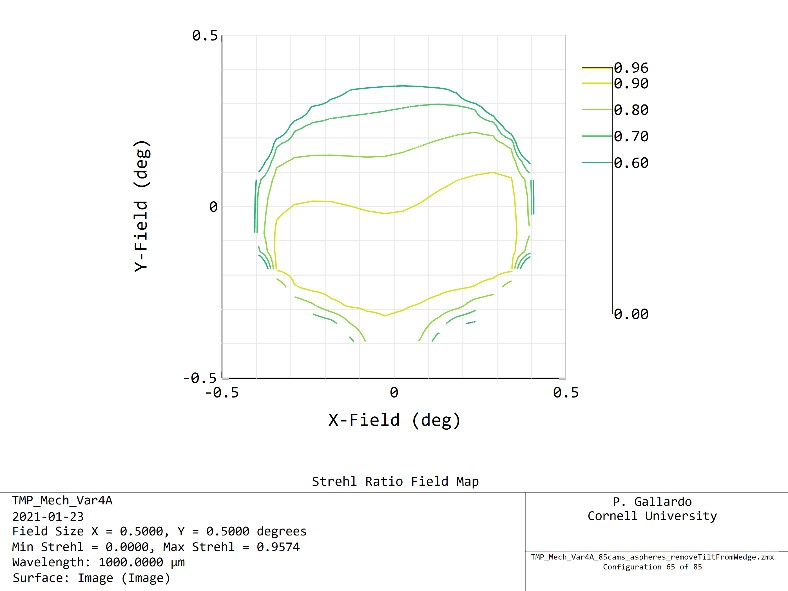 0.5
0
-0.5
-0.5
0
0.5
Y-Field (deg)
X-Field (deg)
0.96
0.90
0.80
0.70
0.60
0.00
Strehl Ratio Field Map
TMP_Mech_Var4A
2021-01-23
Field Size X = 0.5000, Y = 0.5000 degrees
Min Strehl = 0.0000, Max Strehl = 0.9574
Wavelength: 1000.0000 µm
Surface: Image (Image)
P. Gallardo
Cornell University
TMP_Mech_Var4A_85cams_aspheres_removeTiltFromWedge.zmx
Configuration 65 of 85